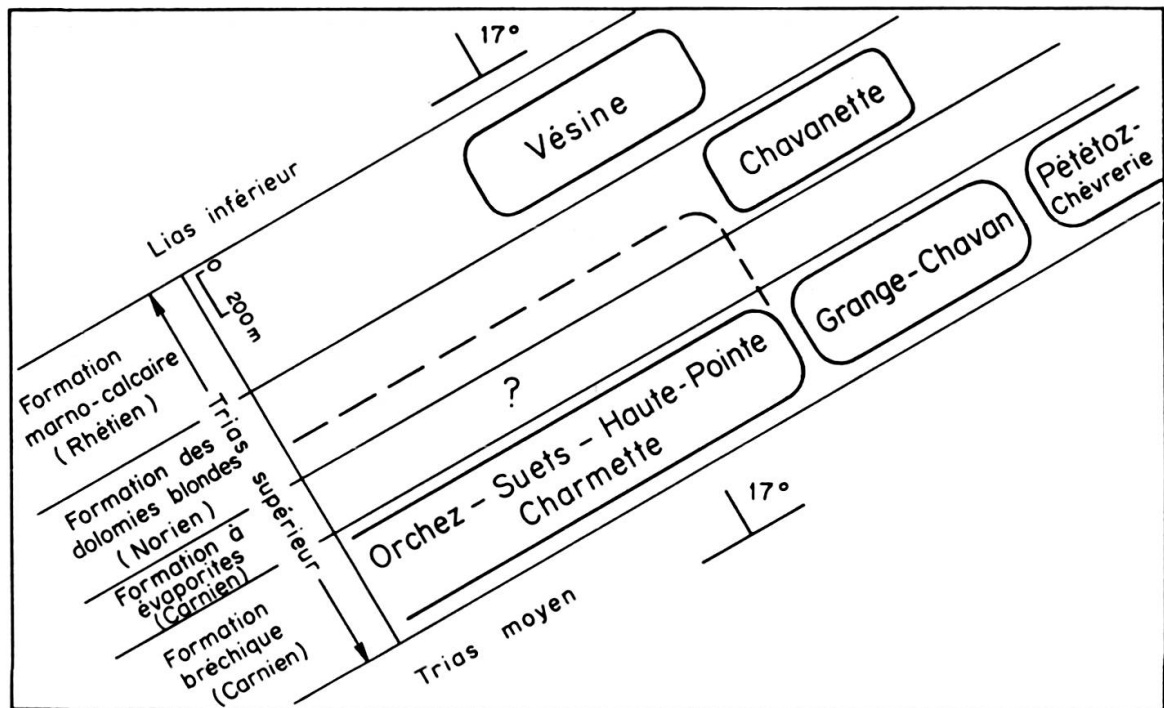 17°
Vésine
Chavanette
Pététoz-
Chèvrerie
Grange-Chavan
Lias inférieur
0
200m
Formation
marno-calcaire
(Rhétien)
Trias supérieur
Formation des
dolomies blondes
(Norien)
?
Orchez - Suets - Haute-Pointe
Charmette
Formation à
évaporites
(Carnien)
17°
Formation
bréchique
(Carnien)
Trias moyen